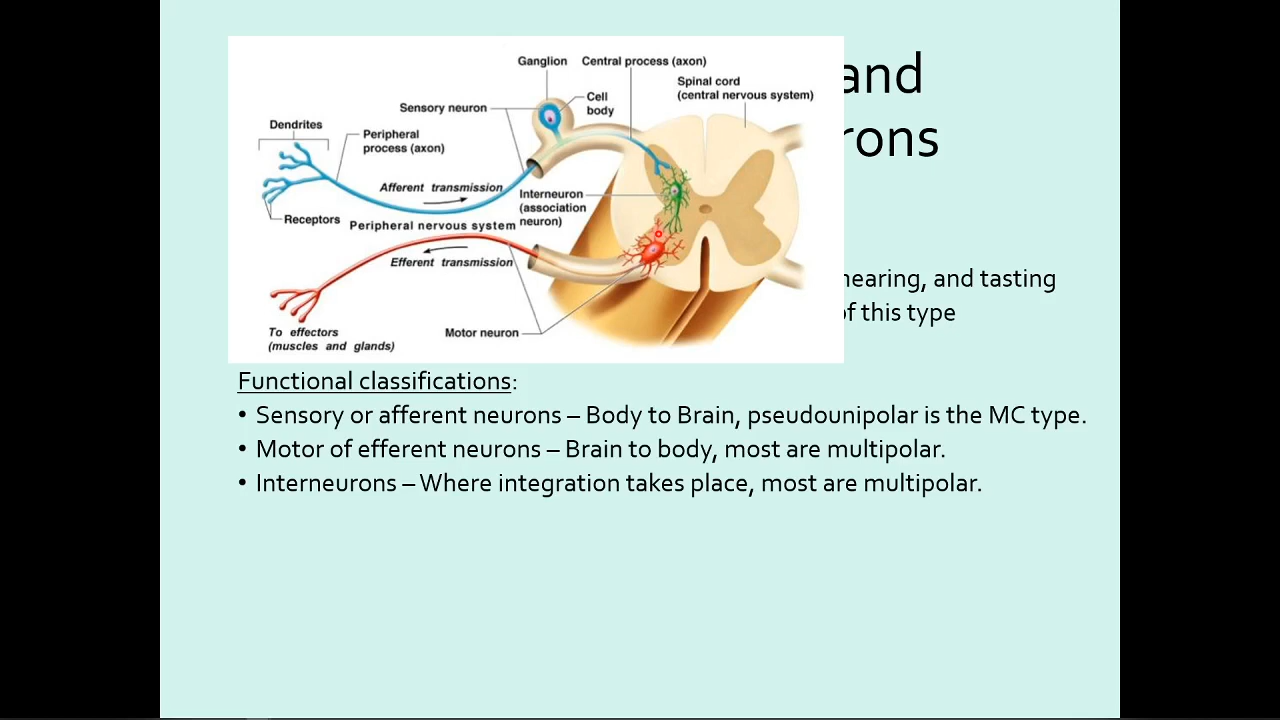 and
rons
Ganglion
Central process (axon)
Spinal cord
(central nervous system)
Cell
body
Sensory neuron
Dendrites
Peripheral
process (axon)
Afferent transmission
Interneuron
(association
neuron)
Receptors
Peripheral nervous system
Efferent transmission
To effectors
(muscles and glands)
Motor neuron
hearing, and tasting
of this type
Functional classifications:
• Sensory or afferent neurons – Body to Brain, pseudounipolar is the MC type.
• Motor of efferent neurons – Brain to body, most are multipolar.
• Interneurons – Where integration takes place, most are multipolar.